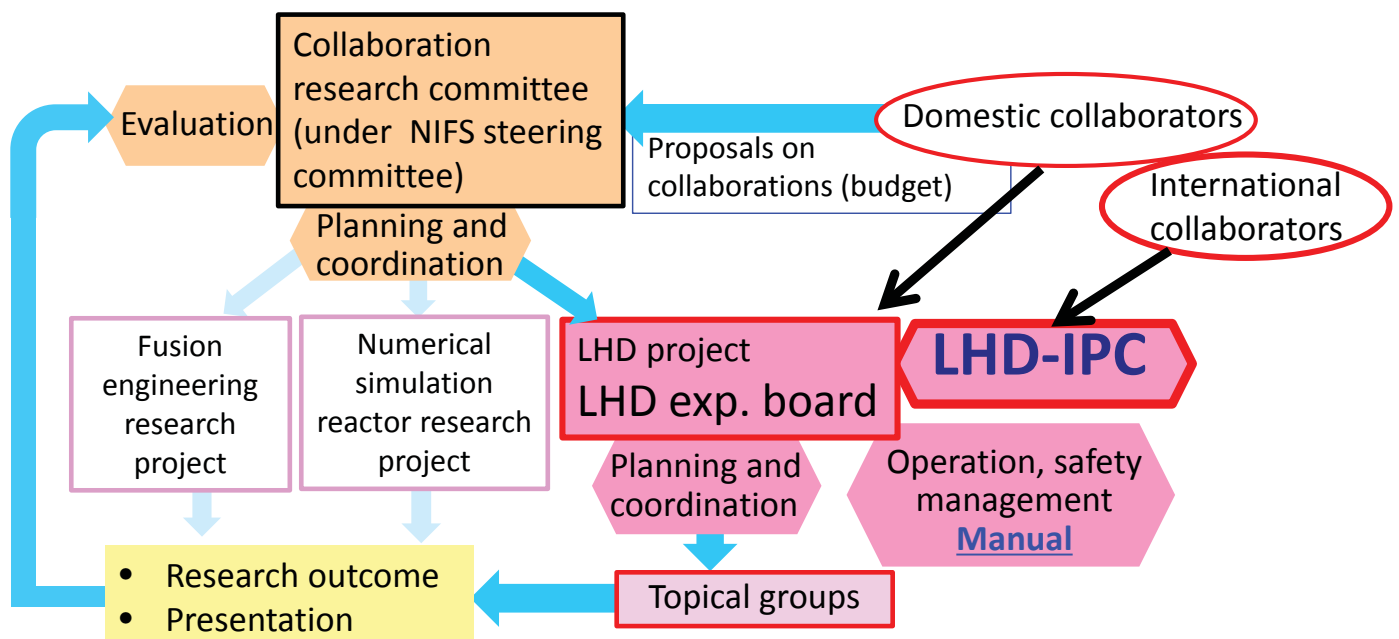 Collaboration
research committee
(under NIFS steering
committee)
Evaluation
Domestic collaborators
Proposals on
collaborations (budget)
International
collaborators
Planning and
coordination
Fusion
engineering
research
project
Numerical
simulation
reactor research
project
LHD project
LHD exp. board
LHD-IPC
Planning and
coordination
Operation, safety
management
Manual
• Research outcome
• Presentation
Topical groups